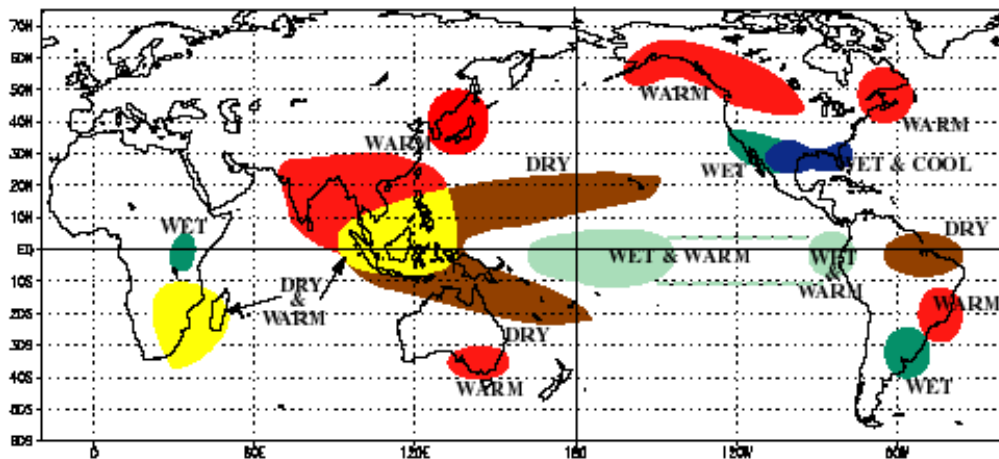 70N
60N
50N
40N
30N
20N
10N
EQ
10S
20S
30S
40S
50S
60S
WARM
WARM
WARM
DRY
WET
WET & COOL
WET
DRY
WET & WARM
WET
&
WARM
DRY
&
WARM
WARM
DRY
WARM
WET
0
60E
120E
180
120W
60W